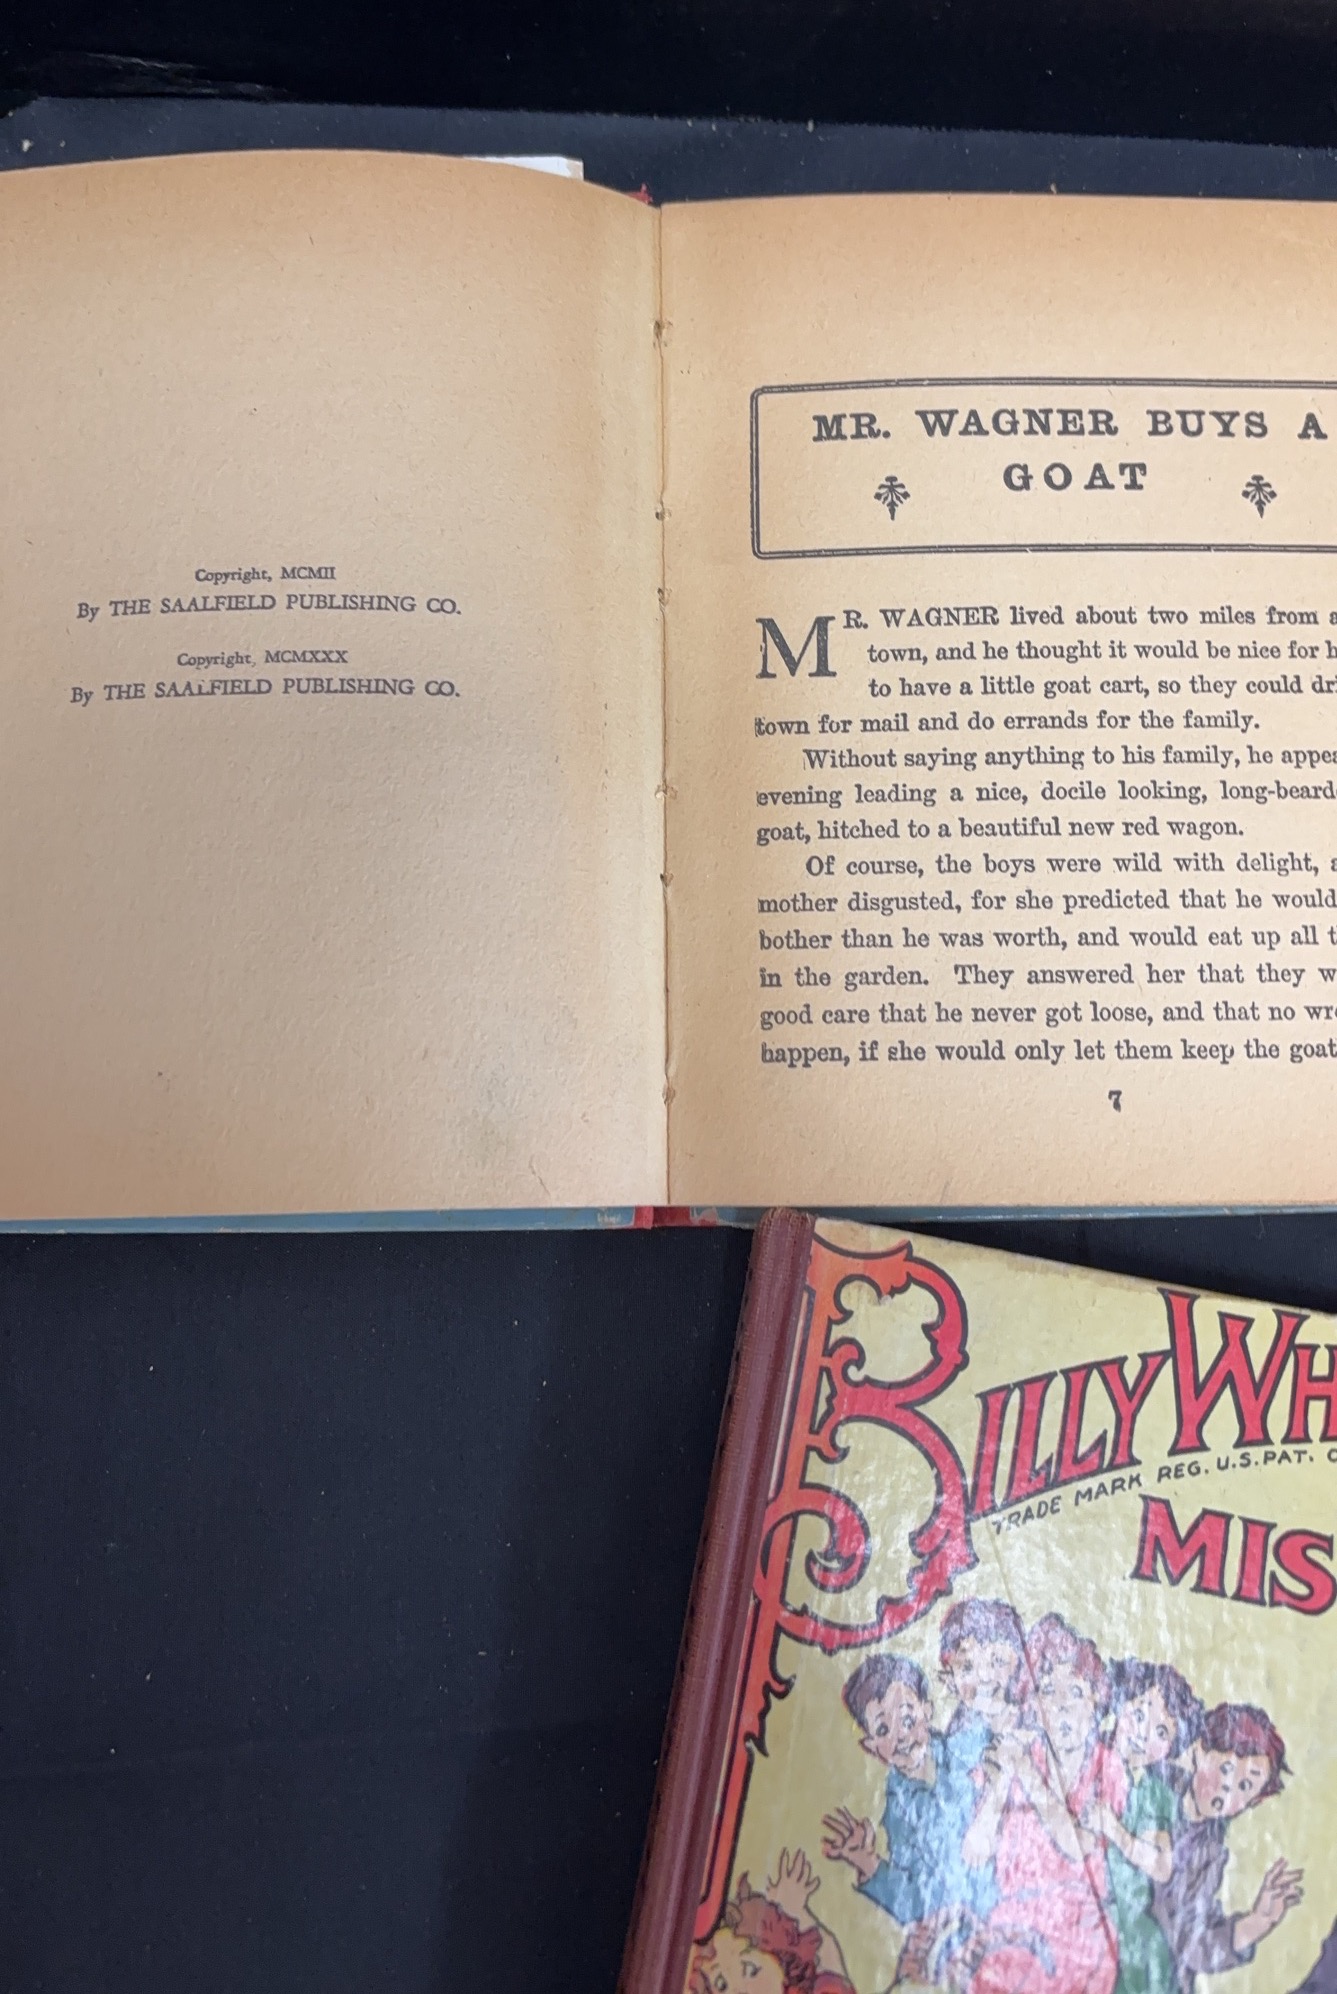 Copyright, MCMII
By THE SAALFIELD PUBLISHING CO.
Copyright, MCMXXX
By THE SAALFIELD PUBLISHING CO.
MR. WAGNER BUYS A
GOAT
MR. WAGNER lived about two miles from
town, and he thought it would be nice for
to have a little goat cart, so they could
town for mail and do errands for the family.
Without saying anything to his family, he
evening leading a nice, docile looking,
goat, hitched to a beautiful new red wagon.
Of course, the boys were wild with delight,
mother disgusted, for she predicted that he would
bother than he was worth, and would eat up all
in the garden. They answered her that they
good care that he never got loose, and that no
happen, if she would only let them keep the goat
7
BILLY WH
TRADE MARK REG. U.S. PAT.
MIS